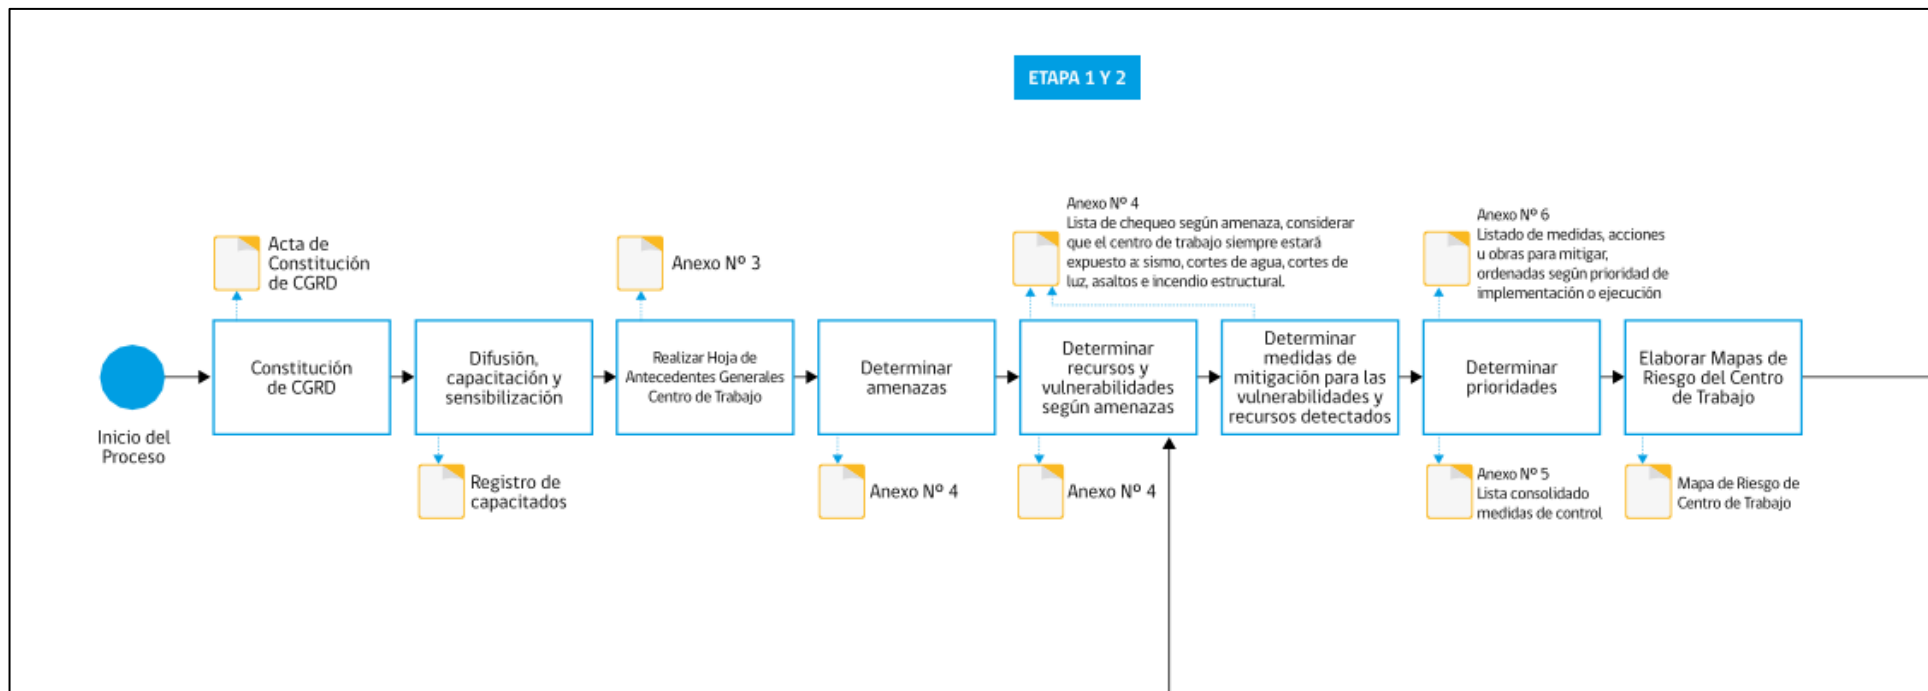 ETAPA 1 Y 2
Acta de
Constitución
de CGRD
Anexo Nº 3
Anexo Nº 4
Lista de chequeo según amenaza, considerar
que el centro de trabajo siempre estará
expuesto a: sismo, cortes de agua, cortes de
luz, asaltos e incendio estructural.
Anexo Nº 6
Listado de medidas, acciones
u obras para mitigar,
ordenadas según prioridad de
implementación o ejecución
Inicio del
Proceso
Constitución
de CGRD
Difusión,
capacitación y
sensibilización
Realizar Hoja de
Antecedentes Generales
Centro de Trabajo
Determinar
amenazas
Determinar
recursos y
vulnerabilidades
según amenazas
Determinar
medidas de
mitigación para las
vulnerabilidades y
recursos detectados
Determinar
prioridades
Elaborar Mapas de
Riesgo del Centro
de Trabajo
Registro de
capacitados
Anexo Nº 4
Anexo Nº 4
Anexo Nº 5
Lista consolidado
medidas de control
Mapa de Riesgo de
Centro de Trabajo